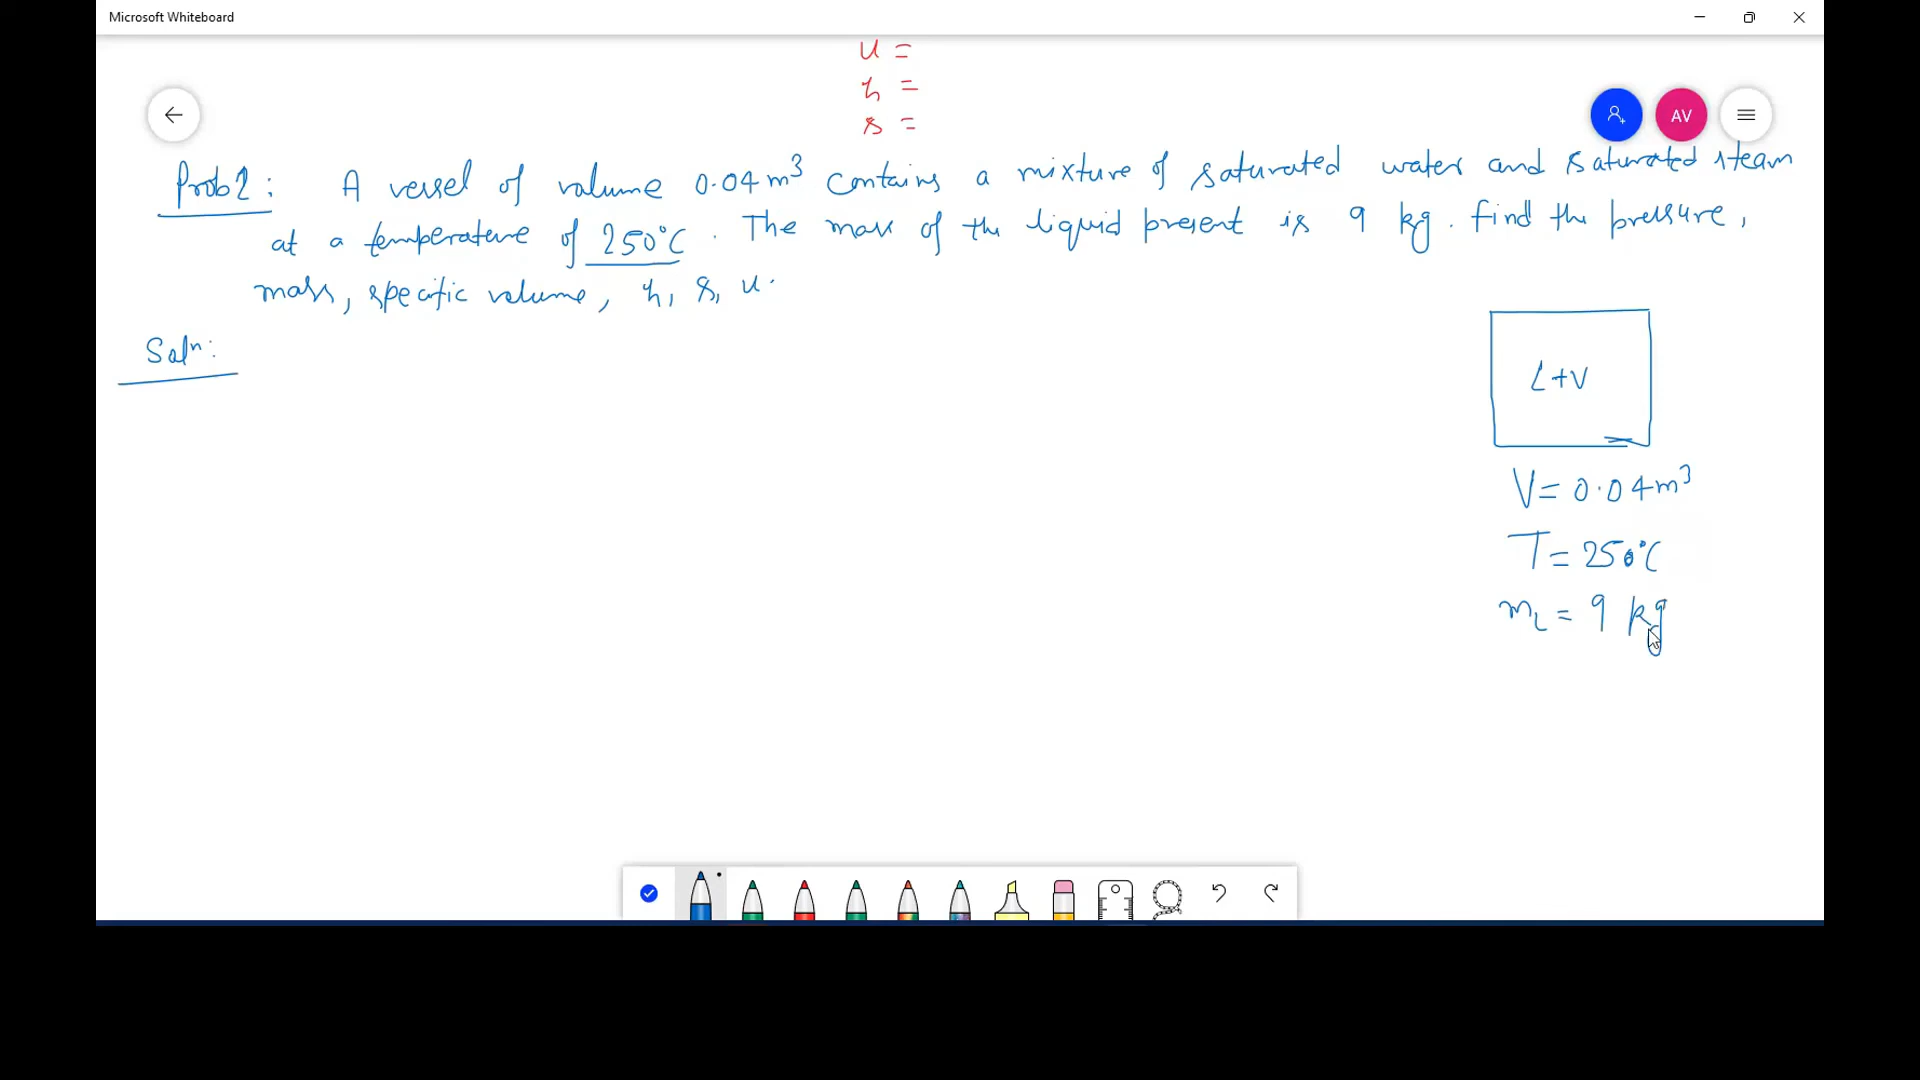 Microsoft Whiteboard
u =
h =
s =
AV
Prob 2: A vessel of volume 0.04 m³ contains a mixture of saturated water and saturated steam
at a temperature of 250°C. The mass of the liquid present is 9 kg. find the pressure,
mass, specific volume, h, s, u.
Solⁿ:
L+V
V = 0.04 m³
T = 250°C
m_L = 9 kg